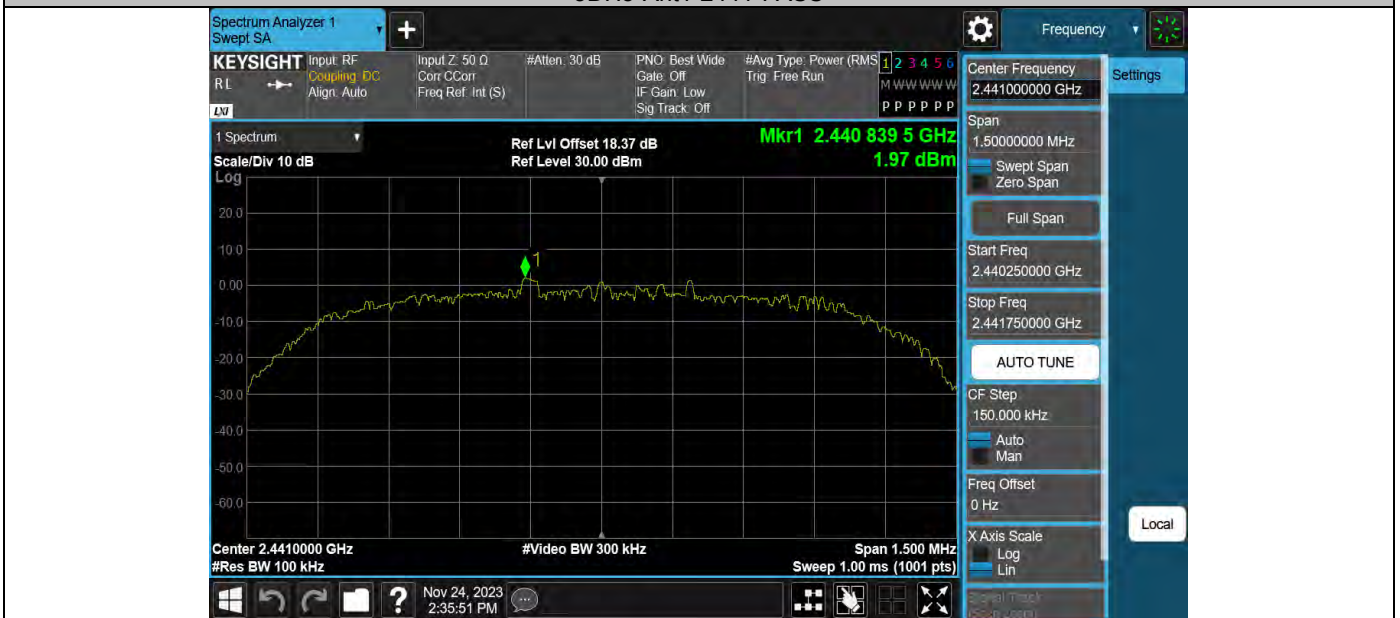 Spectrum Analyzer 1
Swept SA
+
Frequency
KEYSIGHT
RL
LXI
Input: RF
Coupling: DC
Align: Auto
Input Z: 50 Ω
Corr CCorr
Freq Ref: Int (S)
#Atten: 30 dB
PNO: Best Wide
Gate: Off
IF Gain: Low
Sig Track: Off
#Avg Type: Power (RMS
Trig: Free Run
1 2 3 4 5 6
M W W W W W
P P P P P P
1 Spectrum
Scale/Div 10 dB
Log
Ref Lvl Offset 18.37 dB
Ref Level 30.00 dBm
Mkr1 2.440 839 5 GHz
1.97 dBm
1
20.0
10.0
0.00
-10.0
-20.0
-30.0
-40.0
-50.0
-60.0
Center 2.4410000 GHz
#Res BW 100 kHz
#Video BW 300 kHz
Span 1.500 MHz
Sweep 1.00 ms (1001 pts)
Center Frequency
2.441000000 GHz
Settings
Span
1.50000000 MHz
Swept Span
Zero Span
Full Span
Start Freq
2.440250000 GHz
Stop Freq
2.441750000 GHz
AUTO TUNE
CF Step
150.000 kHz
Auto
Man
Freq Offset
0 Hz
X Axis Scale
Log
Lin
Signal Track
Local
?
Nov 24, 2023
2:35:51 PM